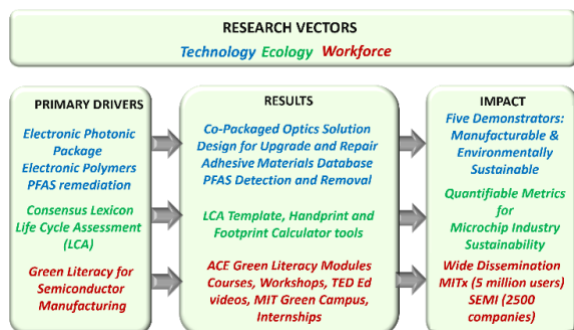 RESEARCH VECTORS
Technology Ecology Workforce
PRIMARY DRIVERS
Electronic Photonic
Package
Electronic Polymers
PFAS remediation
Consensus Lexicon
Life Cycle Assessment
(LCA)
Green Literacy for
Semiconductor
Manufacturing
RESULTS
Co-Packaged Optics Solution
Design for Upgrade and Repair
Adhesive Materials Database
PFAS Detection and Removal
LCA Template, Handprint and
Footprint Calculator tools
ACE Green Literacy Modules
Courses, Workshops, TED Ed
videos, MIT Green Campus,
Internships
IMPACT
Five Demonstrators:
Manufacturable &
Environmentally
Sustainable
Quantifiable Metrics
for
Microchip Industry
Sustainability
Wide Dissemination
MITx (5 million users)
SEMI (2500
companies)